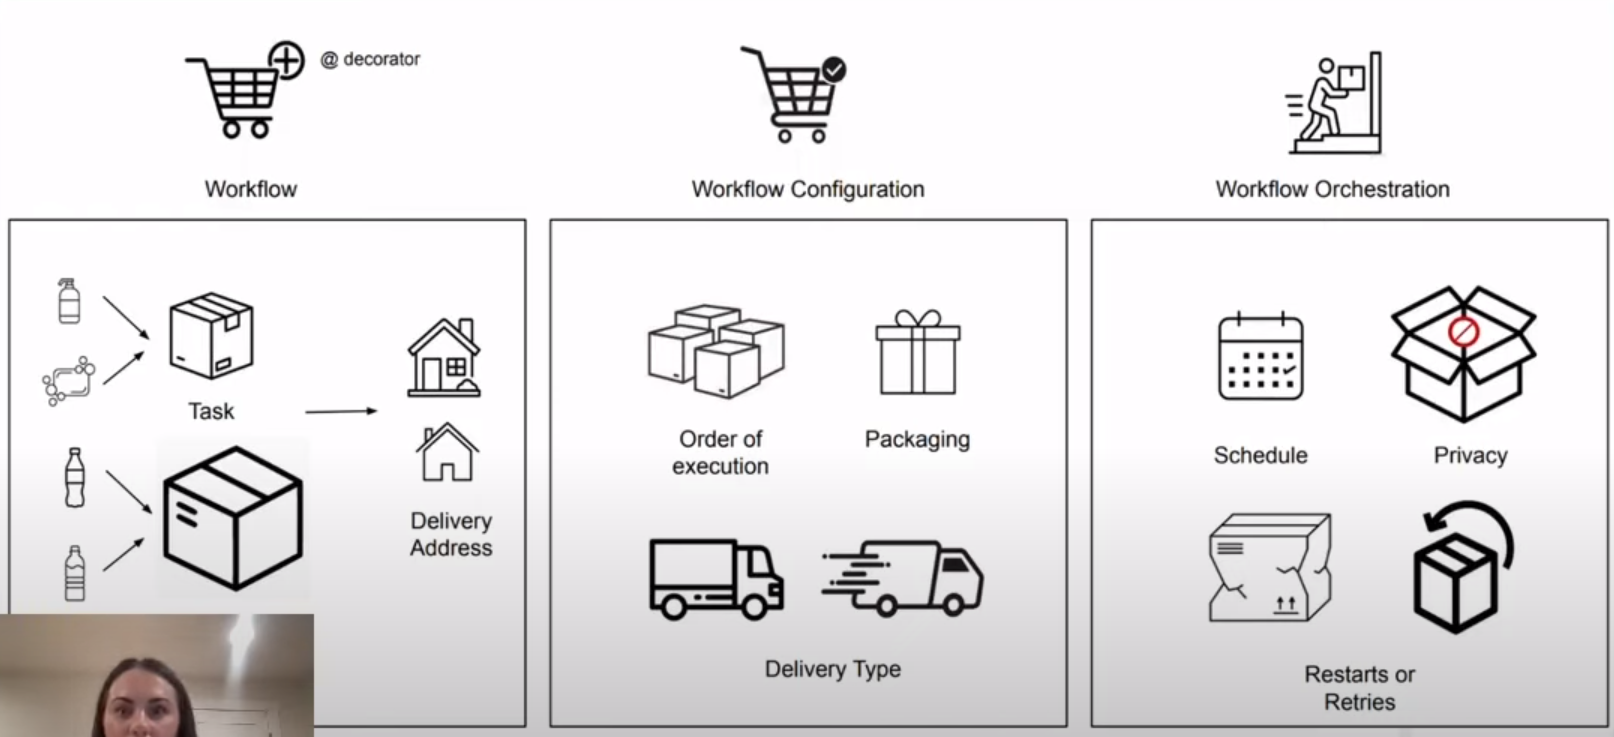 @ decorator
Workflow
Task
Delivery
Address
Workflow Configuration
Order of
execution
Packaging
Delivery Type
Workflow Orchestration
Schedule
Privacy
Restarts or
Retries